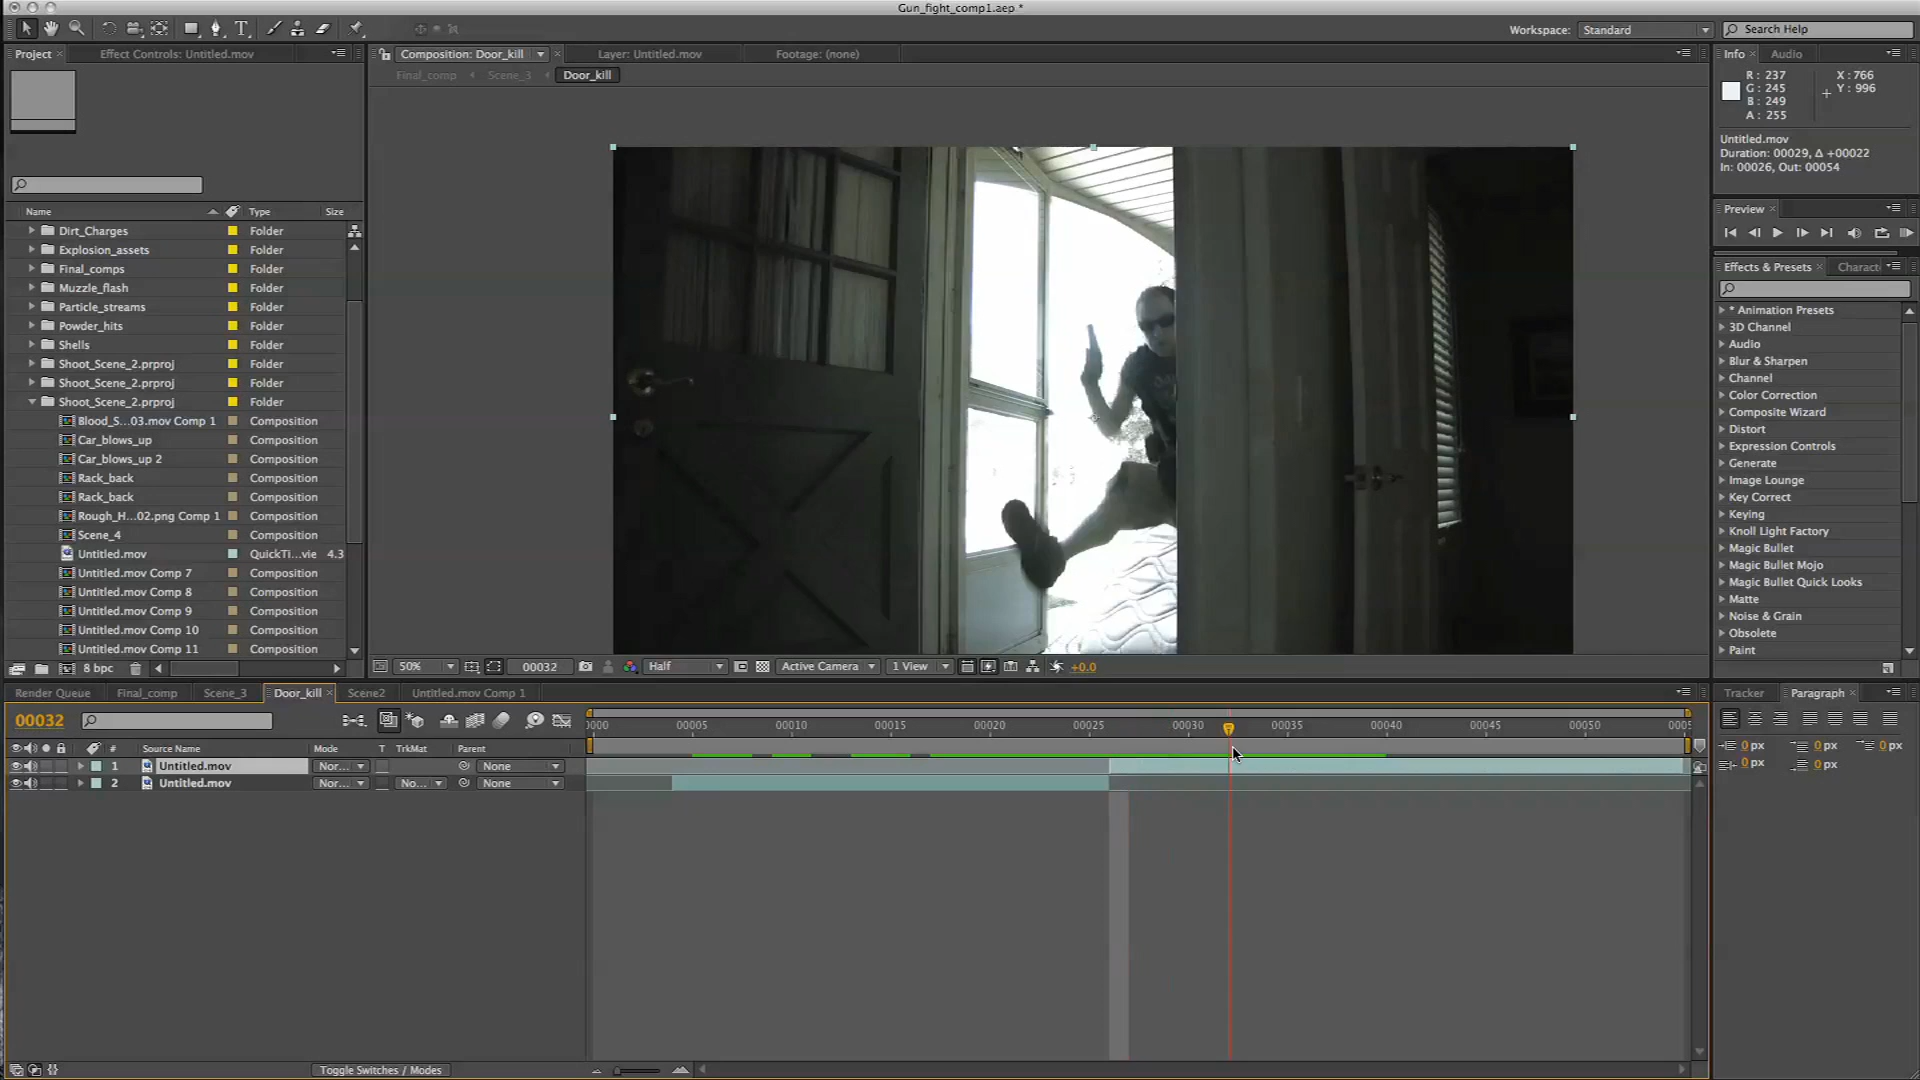 Gun_fight_comp1.aep *
Workspace: Standard
Search Help
Project
Effect Controls: Untitled.mov
Composition: Door_kill
Layer: Untitled.mov
Footage: (none)
Info
Audio
Final_comp
Scene_3
Door_kill
R: 237
G: 245
B: 249
A: 255
X: 766
Y: 996
Untitled.mov
Duration: 00029, Δ +00022
In: 00026, Out: 00054
Preview
Effects & Presets
Charact
Name
Type
Size
Dirt_Charges Folder
Explosion_assets Folder
Final_comps Folder
Muzzle_flash Folder
Particle_streams Folder
Powder_hits Folder
Shells Folder
Shoot_Scene_2.prproj Folder
Shoot_Scene_2.prproj Folder
Shoot_Scene_2.prproj Folder
Blood_S...03.mov Comp 1 Composition
Car_blows_up Composition
Car_blows_up 2 Composition
Rack_back Composition
Rack_back Composition
Rough_H...02.png Comp 1 Composition
Scene_4 Composition
Untitled.mov QuickTi...vie 4.3
Untitled.mov Comp 7 Composition
Untitled.mov Comp 8 Composition
Untitled.mov Comp 9 Composition
Untitled.mov Comp 10 Composition
Untitled.mov Comp 11 Composition
8 bpc
* Animation Presets
3D Channel
Audio
Blur & Sharpen
Channel
Color Correction
Composite Wizard
Distort
Expression Controls
Generate
Image Lounge
Key Correct
Keying
Knoll Light Factory
Magic Bullet
Magic Bullet Mojo
Magic Bullet Quick Looks
Matte
Noise & Grain
Obsolete
Paint
50%
00032
Half
Active Camera
1 View
+0.0
Render Queue
Final_comp
Scene_3
Door_kill
Scene2
Untitled.mov Comp 1
Tracker
Paragraph
00032
0000 00005 00010 00015 00020 00025 00030 00035 00040 00045 00050 0005
# Source Name Mode T TrkMat Parent
1 Untitled.mov Nor... None
2 Untitled.mov Nor... No... None
0 px 0 px 0 px
0 px 0 px
Toggle Switches / Modes